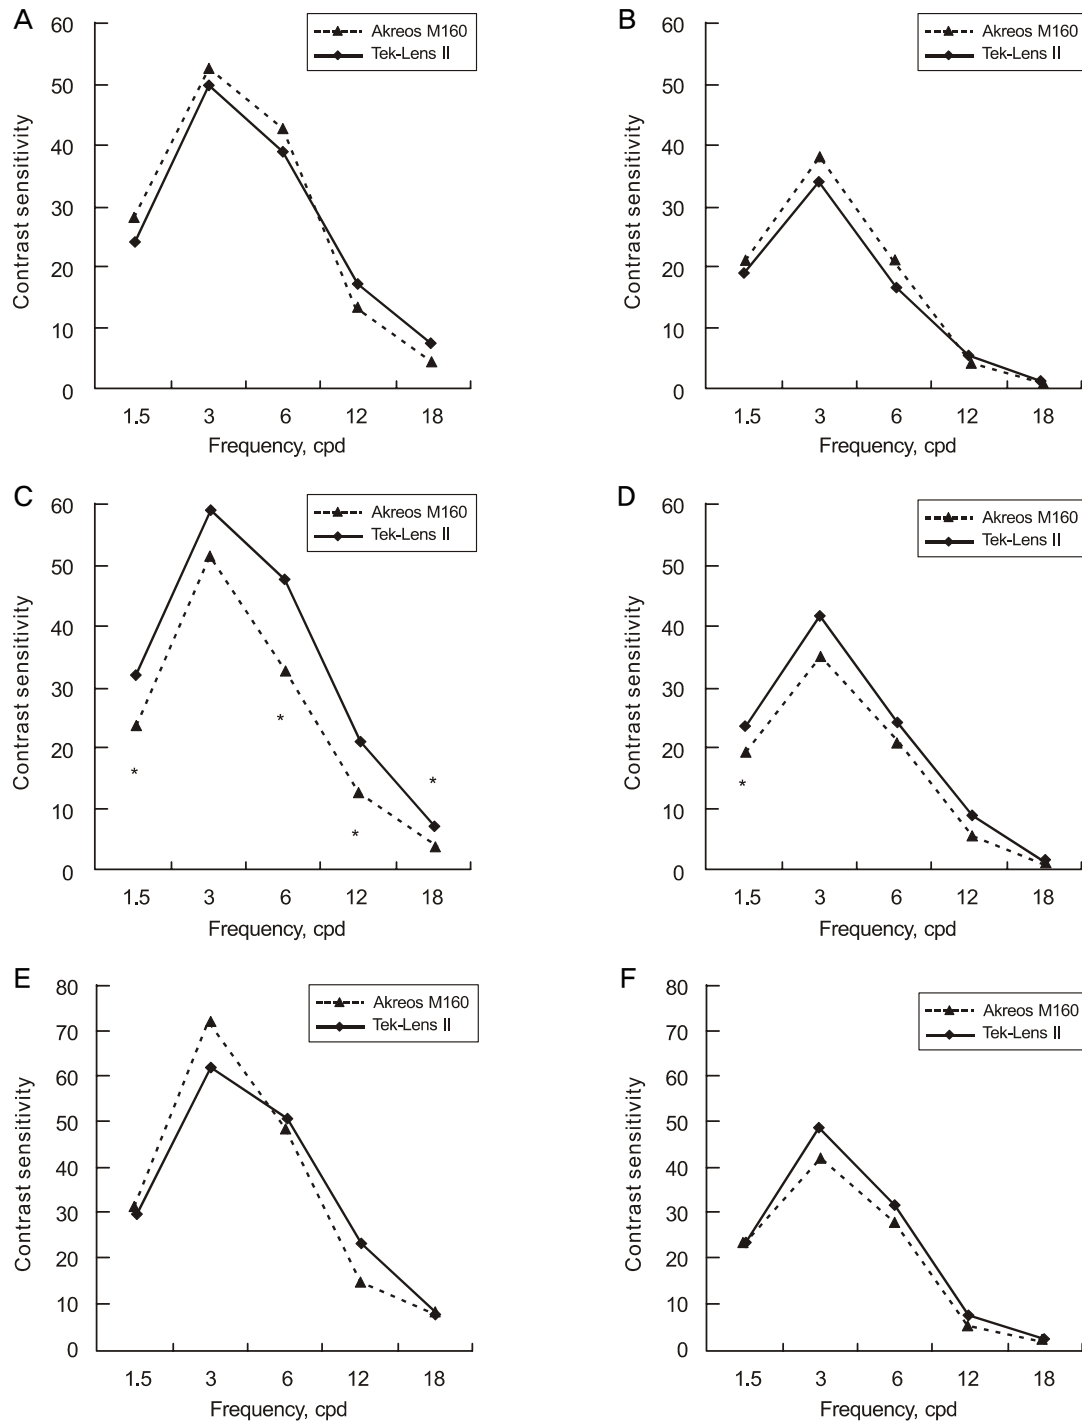 A
Akreos M160
Tek-Lens II
60
50
40
30
20
10
0
Contrast sensitivity
1.5 3 6 12 18
Frequency, cpd
B
Akreos M160
Tek-Lens II
60
50
40
30
20
10
0
Contrast sensitivity
1.5 3 6 12 18
Frequency, cpd
C
Akreos M160
Tek-Lens II
60
50
40
30
20
10
0
Contrast sensitivity
* * * *
1.5 3 6 12 18
Frequency, cpd
D
Akreos M160
Tek-Lens II
60
50
40
30
20
10
0
Contrast sensitivity
*
1.5 3 6 12 18
Frequency, cpd
E
Akreos M160
Tek-Lens II
80
70
60
50
40
30
20
10
0
Contrast sensitivity
1.5 3 6 12 18
Frequency, cpd
F
Akreos M160
Tek-Lens II
80
70
60
50
40
30
20
10
0
Contrast sensitivity
1.5 3 6 12 18
Frequency, cpd